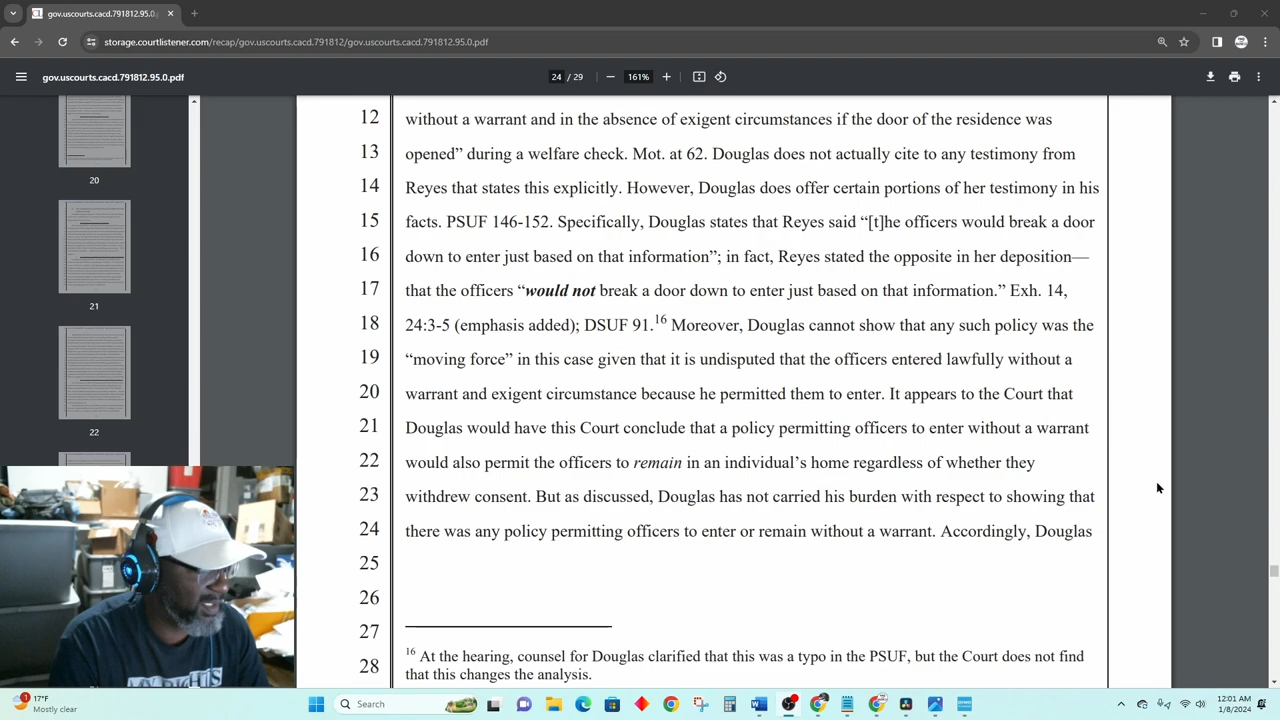 gov.uscourts.cacd.791812.95.0.p
storage.courtlistener.com/recap/gov.uscourts.cacd.791812/gov.uscourts.cacd.791812.95.0.pdf
gov.uscourts.cacd.791812.95.0.pdf
24 / 29
161%
20
21
22
12 without a warrant and in the absence of exigent circumstances if the door of the residence was
13 opened” during a welfare check. Mot. at 62. Douglas does not actually cite to any testimony from
14 Reyes that states this explicitly. However, Douglas does offer certain portions of her testimony in his
15 facts. PSUF 146-152. Specifically, Douglas states that Reyes said “[t]he officers would break a door
16 down to enter just based on that information”; in fact, Reyes stated the opposite in her deposition—
17 that the officers “would not break a door down to enter just based on that information.” Exh. 14,
18 24:3-5 (emphasis added); DSUF 91.16 Moreover, Douglas cannot show that any such policy was the
19 “moving force” in this case given that it is undisputed that the officers entered lawfully without a
20 warrant and exigent circumstance because he permitted them to enter. It appears to the Court that
21 Douglas would have this Court conclude that a policy permitting officers to enter without a warrant
22 would also permit the officers to remain in an individual’s home regardless of whether they
23 withdrew consent. But as discussed, Douglas has not carried his burden with respect to showing that
24 there was any policy permitting officers to enter or remain without a warrant. Accordingly, Douglas
25
26
27
28
16 At the hearing, counsel for Douglas clarified that this was a typo in the PSUF, but the Court does not find
that this changes the analysis.
1
17°F
Mostly clear
Search
12:01 AM
1/8/2024